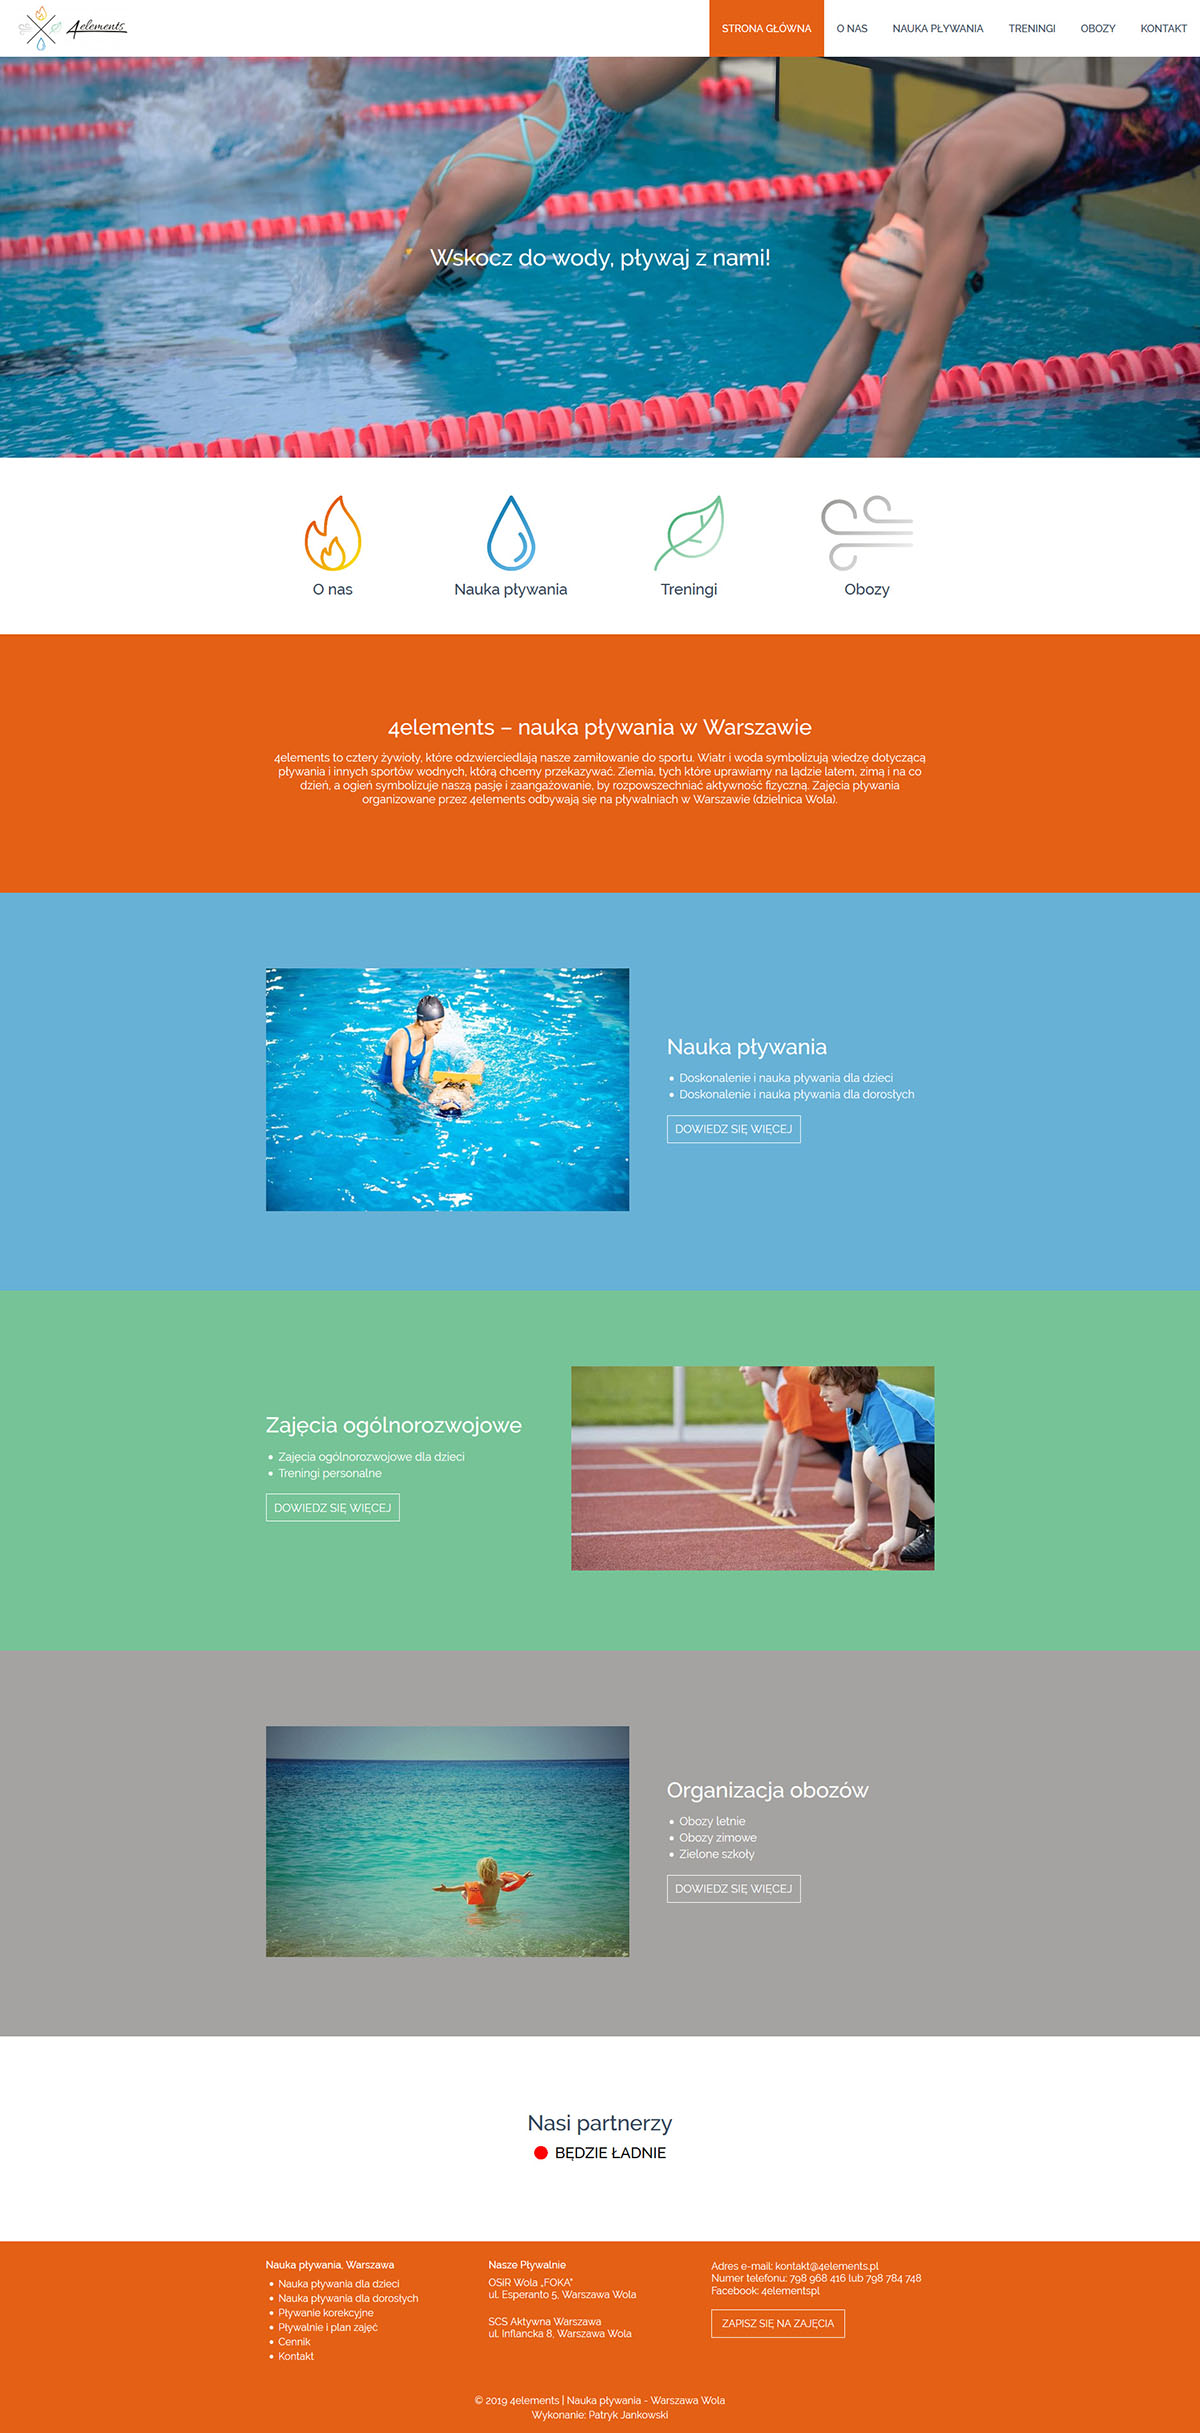 4elements
STRONA GŁÓWNA
O NAS
NAUKA PŁYWANIA
TRENINGI
OBOZY
KONTAKT
Wskocz do wody, pływaj z nami!
O nas
Nauka pływania
Treningi
Obozy
4elements – nauka pływania w Warszawie
4elements to cztery żywioły, które odzwierciedlają nasze zamiłowanie do sportu. Wiatr i woda symbolizują wiedzę dotyczącą
pływania i innych sportów wodnych, którą chcemy przekazywać. Ziemia, tych które uprawiamy na lądzie latem, zimą i na co
dzień, a ogień symbolizuje naszą pasję i zaangażowanie, by rozpowszechniać aktywność fizyczną. Zajęcia pływania
organizowane przez 4elements odbywają się na pływalniach w Warszawie (dzielnica Wola).
Nauka pływania
Doskonalenie i nauka pływania dla dzieci
Doskonalenie i nauka pływania dla dorosłych
DOWIEDZ SIĘ WIĘCEJ
Zajęcia ogólnorozwojowe
Zajęcia ogólnorozwojowe dla dzieci
Treningi personalne
DOWIEDZ SIĘ WIĘCEJ
Organizacja obozów
Obozy letnie
Obozy zimowe
Zielone szkoły
DOWIEDZ SIĘ WIĘCEJ
Nasi partnerzy
BĘDZIE ŁADNIE
Nauka pływania, Warszawa
Nauka pływania dla dzieci
Nauka pływania dla dorosłych
Pływanie korekcyjne
Pływalnie i plan zajęć
Cennik
Kontakt
Nasze Pływalnie
OSiR Wola „FOKA”
ul. Esperanto 5, Warszawa Wola
SCS Aktywna Warszawa
ul. Inflancka 8, Warszawa Wola
Adres e-mail: kontakt@4elements.pl
Numer telefonu: 798 968 416 lub 798 784 748
Facebook: 4elementspl
ZAPISZ SIĘ NA ZAJĘCIA
© 2019 4elements | Nauka pływania - Warszawa Wola
Wykonanie: Patryk Jankowski